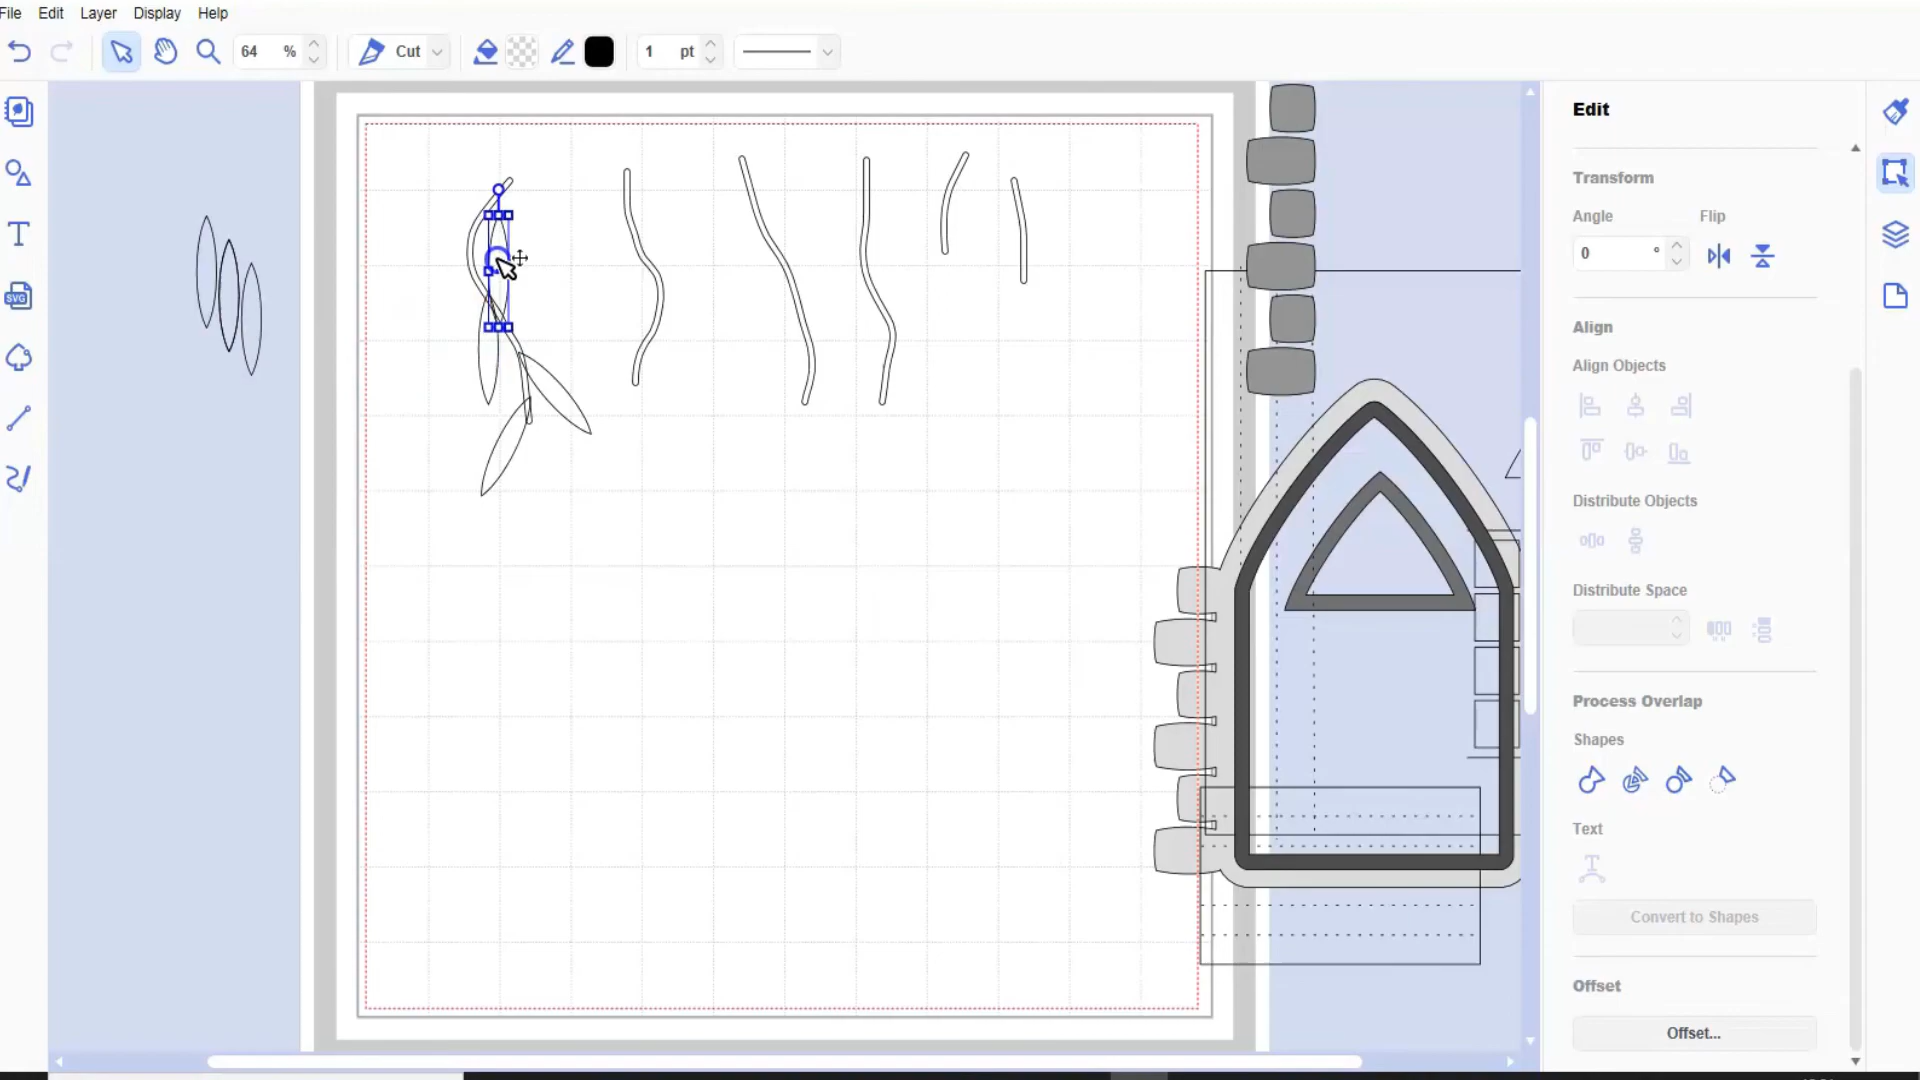 File Edit Layer Display Help
64 % Cut 1 pt
Edit
Transform
Angle Flip
0 °
Align
Align Objects
Distribute Objects
Distribute Space
Process Overlap
Shapes
Text
Convert to Shapes
Offset
Offset...
SVG